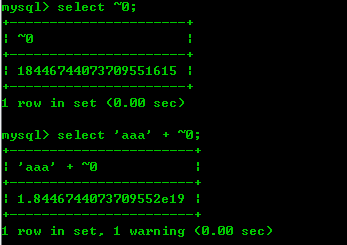 mysql> select ~0;
+----------------------+
| ~0                   |
+----------------------+
| 18446744073709551615 |
+----------------------+
1 row in set (0.00 sec)
mysql> select 'aaa' + ~0;
+-----------------------+
| 'aaa' + ~0            |
+-----------------------+
| 1.8446744073709552e19 |
+-----------------------+
1 row in set, 1 warning (0.00 sec)